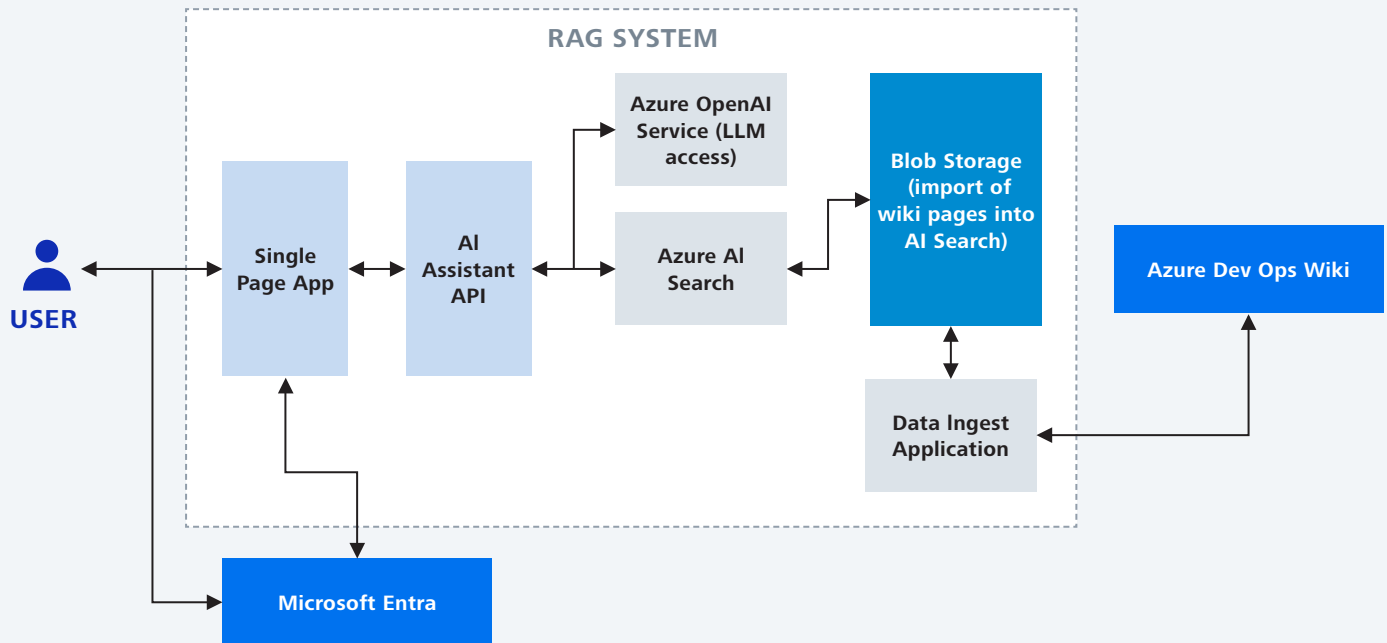 RAG SYSTEM
Azure OpenAI
Service (LLM
access)
Blob Storage
(import of
wiki pages into
AI Search)
Single
Page App
AI
Assistant
API
Azure AI
Search
Azure Dev Ops Wiki
USER
Data Ingest
Application
Microsoft Entra